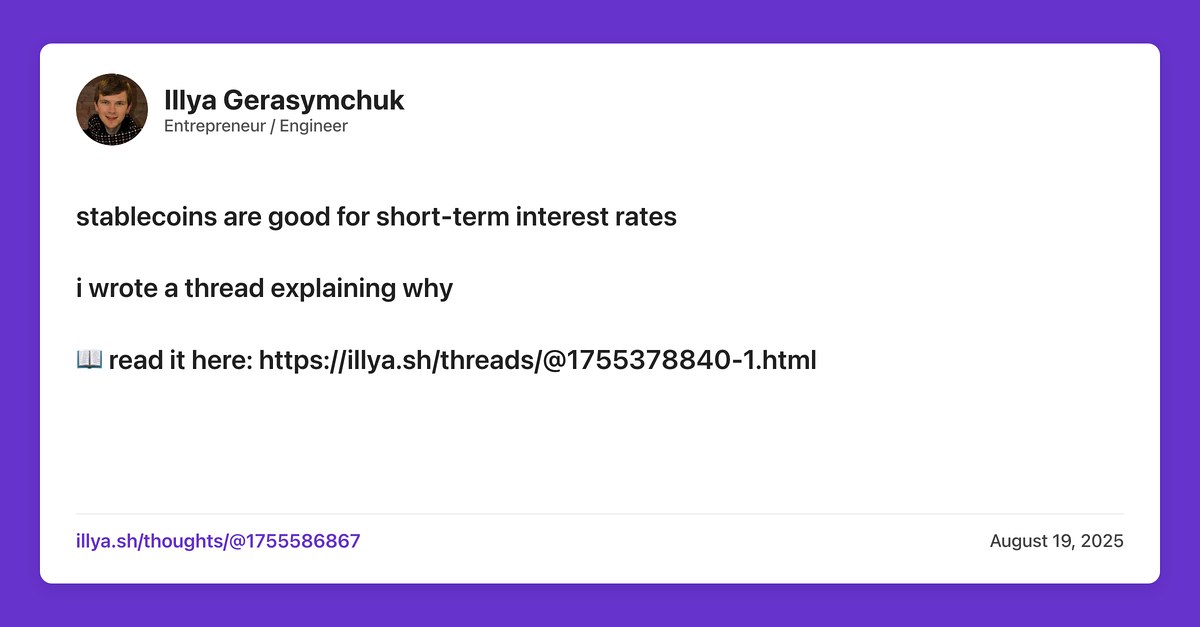 Illya Gerasymchuk
Entrepreneur / Engineer
stablecoins are good for short-term interest rates
i wrote a thread explaining why
📖 read it here: https://illya.sh/threads/@1755378840-1.html
illya.sh/thoughts/@1755586867
August 19, 2025